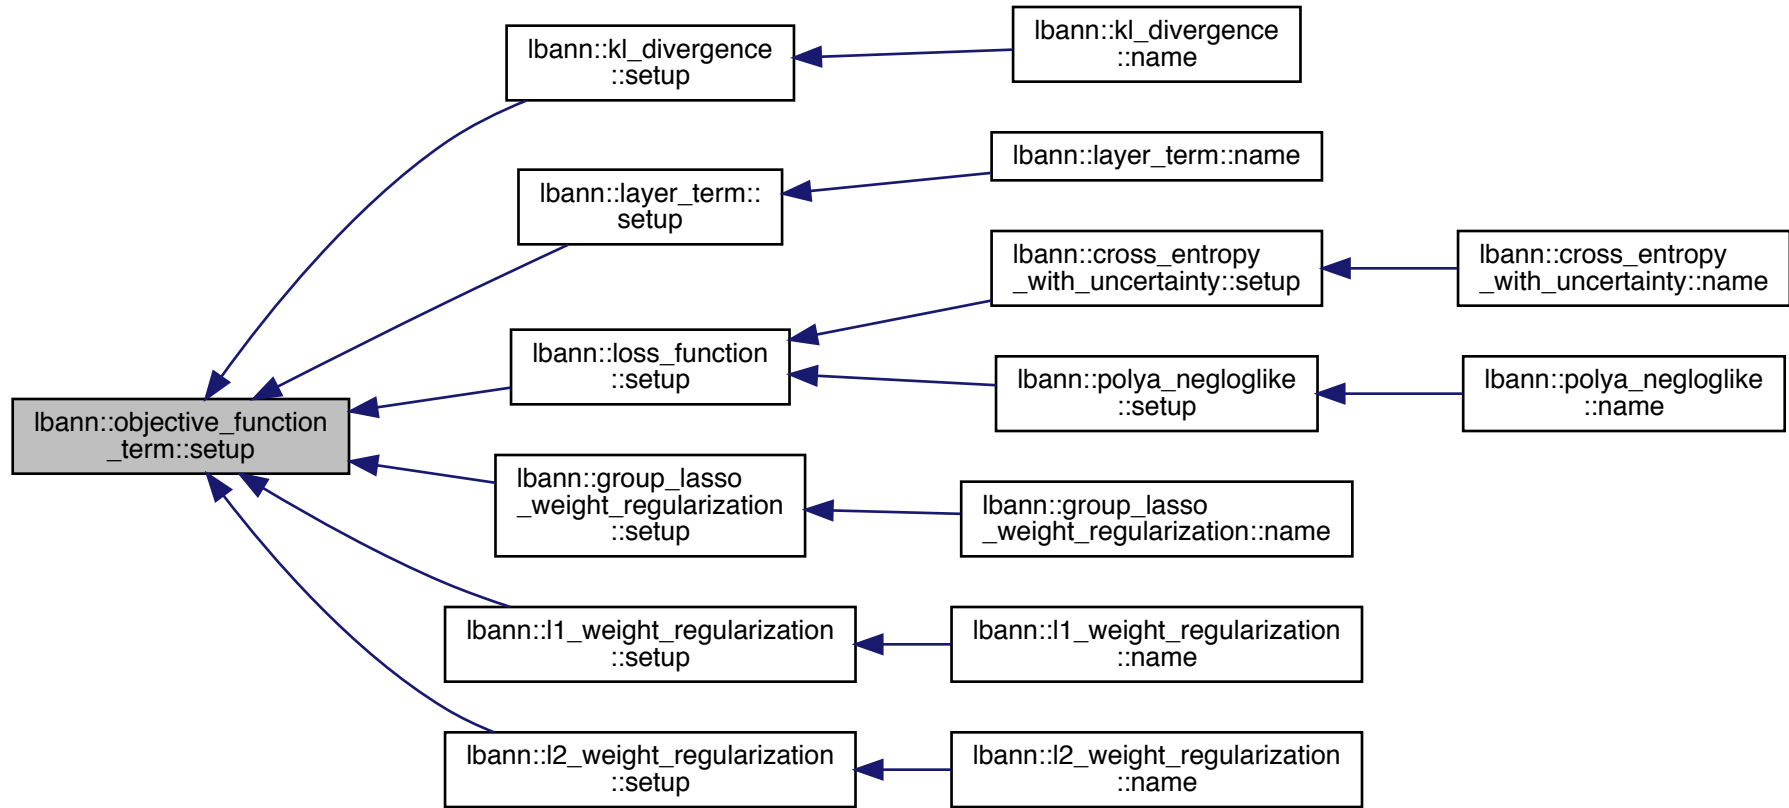 lbann::kl_divergence
::setup
lbann::kl_divergence
::name
lbann::layer_term::name
lbann::layer_term::
setup
lbann::cross_entropy
_with_uncertainty::setup
lbann::cross_entropy
_with_uncertainty::name
lbann::loss_function
::setup
lbann::polya_negloglike
::setup
lbann::polya_negloglike
::name
lbann::objective_function
_term::setup
lbann::group_lasso
_weight_regularization
::setup
lbann::group_lasso
_weight_regularization::name
lbann::l1_weight_regularization
::setup
lbann::l1_weight_regularization
::name
lbann::l2_weight_regularization
::setup
lbann::l2_weight_regularization
::name